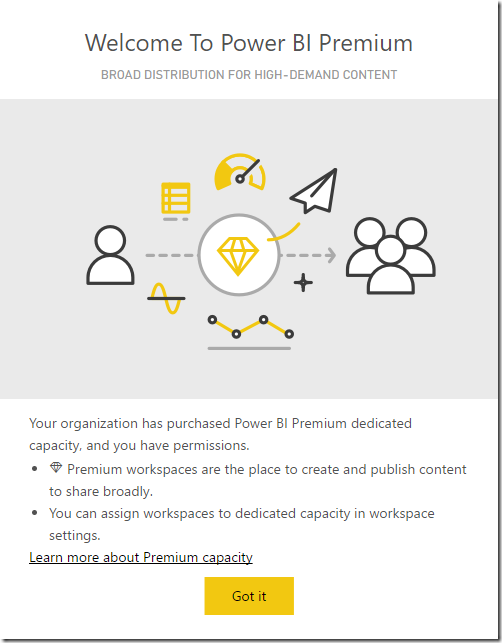 Welcome To Power BI Premium
BROAD DISTRIBUTION FOR HIGH-DEMAND CONTENT
Your organization has purchased Power BI Premium dedicated
capacity, and you have permissions.
• Premium workspaces are the place to create and publish content
to share broadly.
• You can assign workspaces to dedicated capacity in workspace
settings.
Learn more about Premium capacity
Got it